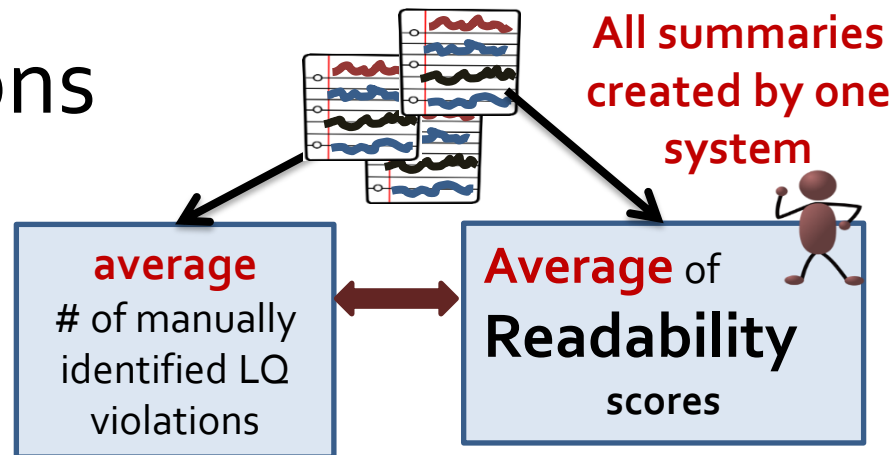 ons
All summaries
created by one
system
average
# of manually
identified LQ
violations
Average of
Readability
scores